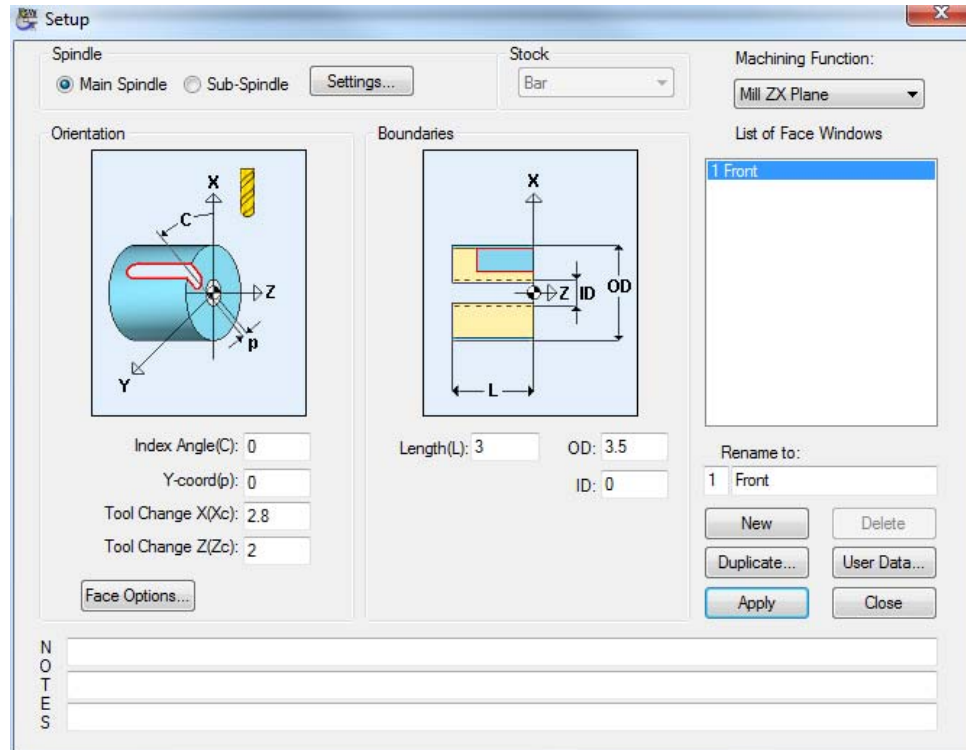 Setup
Spindle
Main Spindle
Sub-Spindle
Settings...
Stock
Bar
Machining Function:
Mill ZX Plane
Orientation
X
C
Z
p
Y
Index Angle(C): 0
Y-coord(p): 0
Tool Change X(Xc): 2.8
Tool Change Z(Zc): 2
Face Options...
Boundaries
X
Z
ID
OD
L
Length(L): 3
OD: 3.5
ID: 0
List of Face Windows
1 Front
Rename to:
1 Front
New
Delete
Duplicate...
User Data...
Apply
Close
NOTES